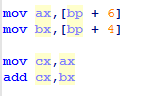 mov ax,[bp + 6]
mov bx,[bp + 4]
mov cx,ax
add cx,bx